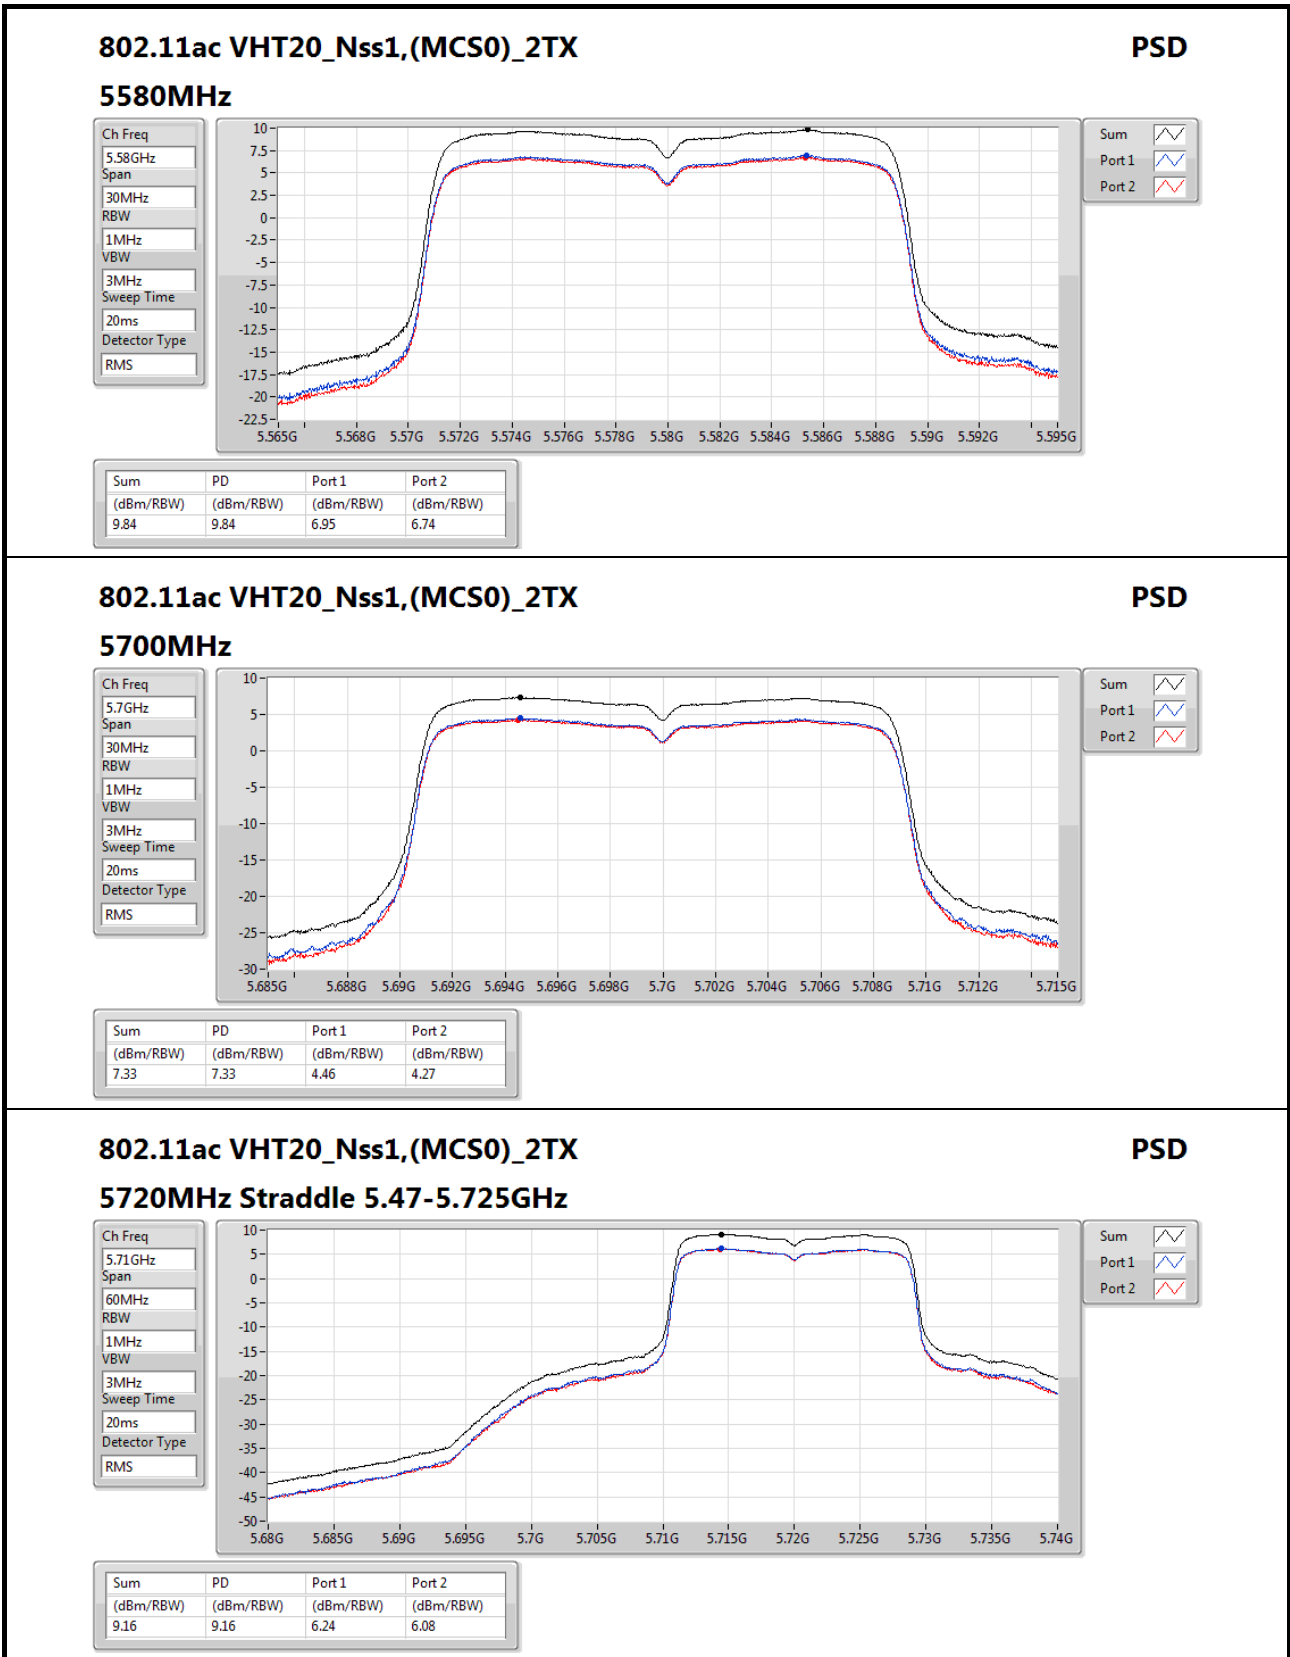 802.11ac VHT20_Nss1,(MCS0)_2TX PSD
5580MHz
Ch Freq
5.58GHz
Span
30MHz
RBW
1MHz
VBW
3MHz
Sweep Time
20ms
Detector Type
RMS
10
7.5
5
2.5
0
-2.5
-5
-7.5
-10
-12.5
-15
-17.5
-20
-22.5
5.565G 5.568G 5.57G 5.572G 5.574G 5.576G 5.578G 5.58G 5.582G 5.584G 5.586G 5.588G 5.59G 5.592G 5.595G
Sum
Port 1
Port 2
Sum PD Port 1 Port 2
(dBm/RBW) (dBm/RBW) (dBm/RBW) (dBm/RBW)
9.84 9.84 6.95 6.74
802.11ac VHT20_Nss1,(MCS0)_2TX PSD
5700MHz
Ch Freq
5.7GHz
Span
30MHz
RBW
1MHz
VBW
3MHz
Sweep Time
20ms
Detector Type
RMS
10
5
0
-5
-10
-15
-20
-25
-30
5.685G 5.688G 5.69G 5.692G 5.694G 5.696G 5.698G 5.7G 5.702G 5.704G 5.706G 5.708G 5.71G 5.712G 5.715G
Sum
Port 1
Port 2
Sum PD Port 1 Port 2
(dBm/RBW) (dBm/RBW) (dBm/RBW) (dBm/RBW)
7.33 7.33 4.46 4.27
802.11ac VHT20_Nss1,(MCS0)_2TX PSD
5720MHz Straddle 5.47-5.725GHz
Ch Freq
5.71GHz
Span
60MHz
RBW
1MHz
VBW
3MHz
Sweep Time
20ms
Detector Type
RMS
10
5
0
-5
-10
-15
-20
-25
-30
-35
-40
-45
-50
5.68G 5.685G 5.69G 5.695G 5.7G 5.705G 5.71G 5.715G 5.72G 5.725G 5.73G 5.735G 5.74G
Sum
Port 1
Port 2
Sum PD Port 1 Port 2
(dBm/RBW) (dBm/RBW) (dBm/RBW) (dBm/RBW)
9.16 9.16 6.24 6.08